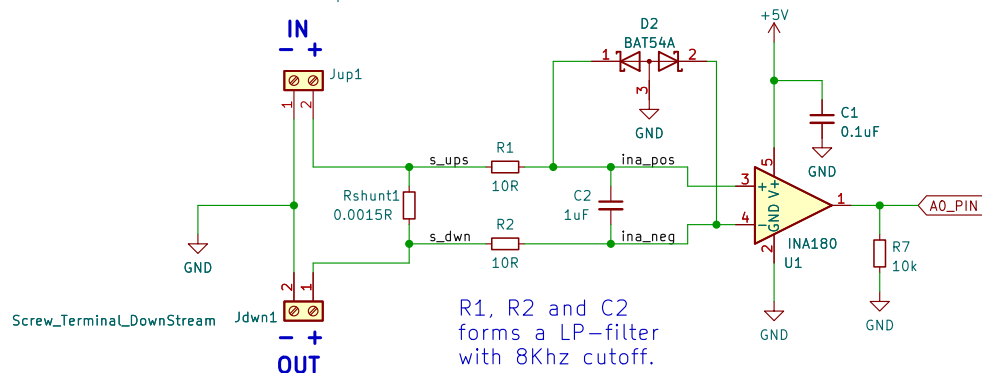 IN
- +
Jup1
1 2
D2
BAT54A
1 2
3
GND
+5V
C1
0.1uF
GND
s_ups
R1
10R
ina_pos
Rshunt1
0.0015R
C2
1uF
s_dwn
R2
10R
ina_neg
3 + 5 V+
4 - GND
2
1
INA180
U1
A0_PIN
R7
10k
GND
GND
GND
2 1
Screw_Terminal_DownStream
Jdwn1
- +
OUT
R1, R2 and C2
forms a LP-filter
with 8Khz cutoff.